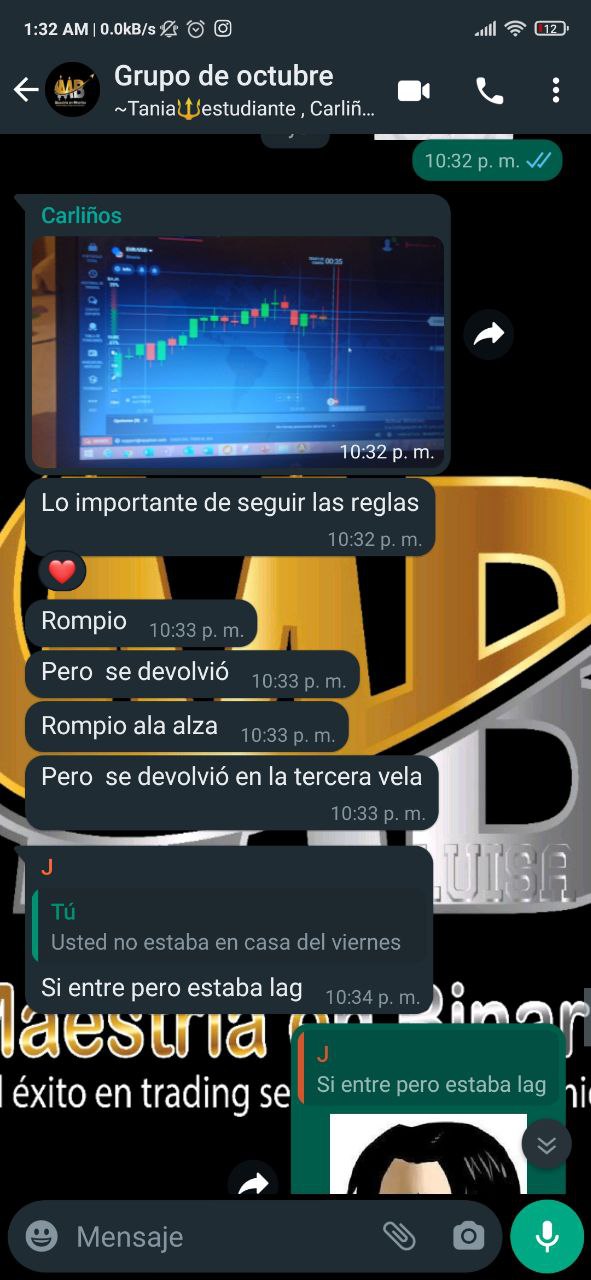 1:32 AM | 0.0kB/s
12
Grupo de octubre
~Tania🔱estudiante , Carliñ...
10:32 p. m.
Carliños
EUR/USD
00:35
10:32 p. m.
Lo importante de seguir las reglas
10:32 p. m.
❤️
Rompio 10:33 p. m.
Pero se devolvió 10:33 p. m.
Rompio ala alza 10:33 p. m.
Pero se devolvió en la tercera vela
10:33 p. m.
LUISA
J
Tú
Usted no estaba en casa del viernes
Si entre pero estaba lag 10:34 p. m.
Maestria en Binar
l éxito en trading se
J
Si entre pero estaba lag
Mensaje